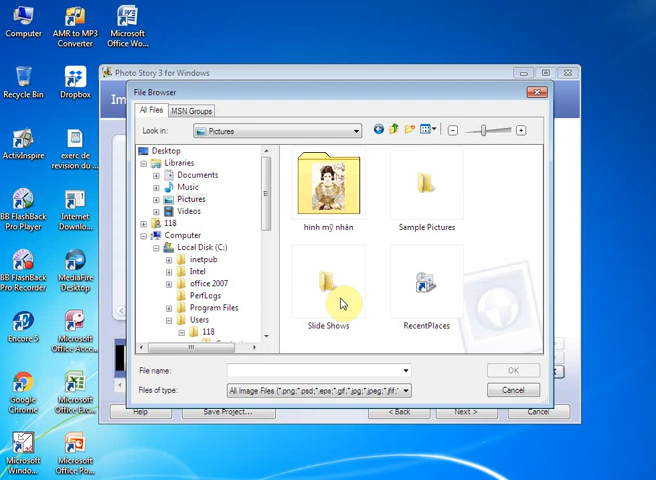 Computer
AMR to MP3
Converter
Microsoft
Office Wo...
Recycle Bin
Dropbox
ActivInspire
exerc de
revision du ...
BB FlashBack
Pro Player
Internet
Downlo...
BB FlashBack
Pro Recorder
MediaFire
Desktop
Encore 5
Microsoft
Office Acce...
Google
Chrome
Microsoft
Office Exc...
Microsoft
Windo...
Microsoft
Office Po...
Photo Story 3 for Windows
Im
File Browser
All Files
MSN Groups
Look in:
Pictures
Desktop
Libraries
Documents
Music
Pictures
Videos
118
Computer
Local Disk (C:)
inetpub
Intel
office 2007
PerfLogs
Program Files
Users
118
hinh mỹ nhân
Sample Pictures
Slide Shows
RecentPlaces
File name:
OK
Files of type:
All Image Files (*.png;*.psd;*.eps;*.gif;*.jpg;*.jpeg;*.jfif;*
Cancel
Help
Save Project...
< Back
Next >
Cancel